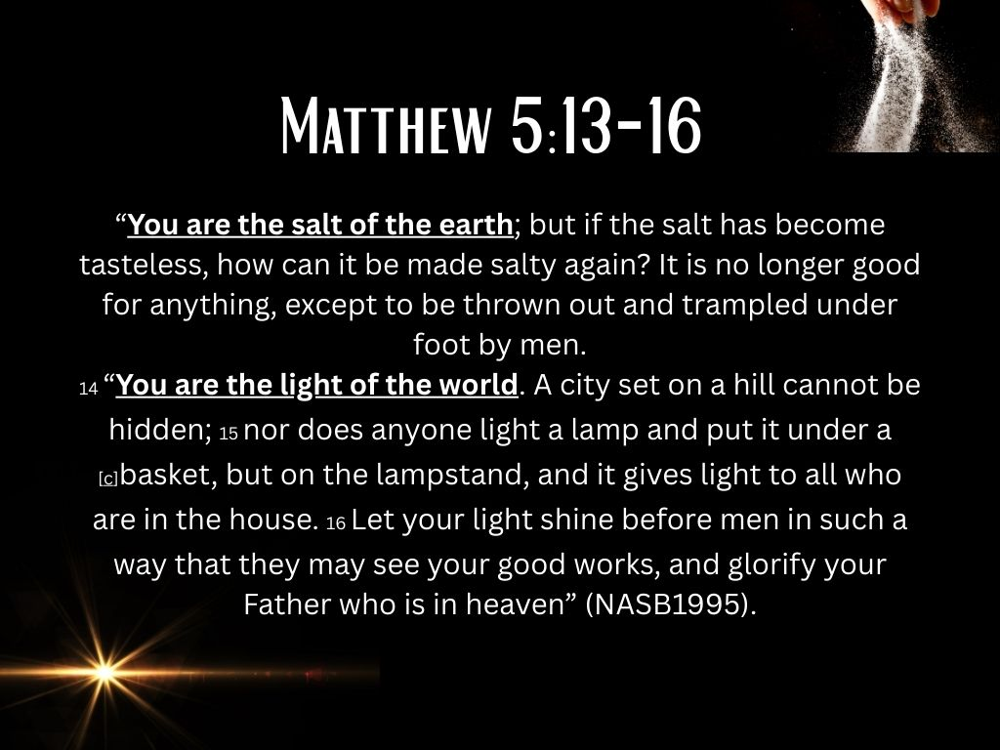 Matthew 5:13-16
“You are the salt of the earth; but if the salt has become
tasteless, how can it be made salty again? It is no longer good
for anything, except to be thrown out and trampled under
foot by men.
14 “You are the light of the world. A city set on a hill cannot be
hidden; 15 nor does anyone light a lamp and put it under a
[c]basket, but on the lampstand, and it gives light to all who
are in the house. 16 Let your light shine before men in such a
way that they may see your good works, and glorify your
Father who is in heaven” (NASB1995).